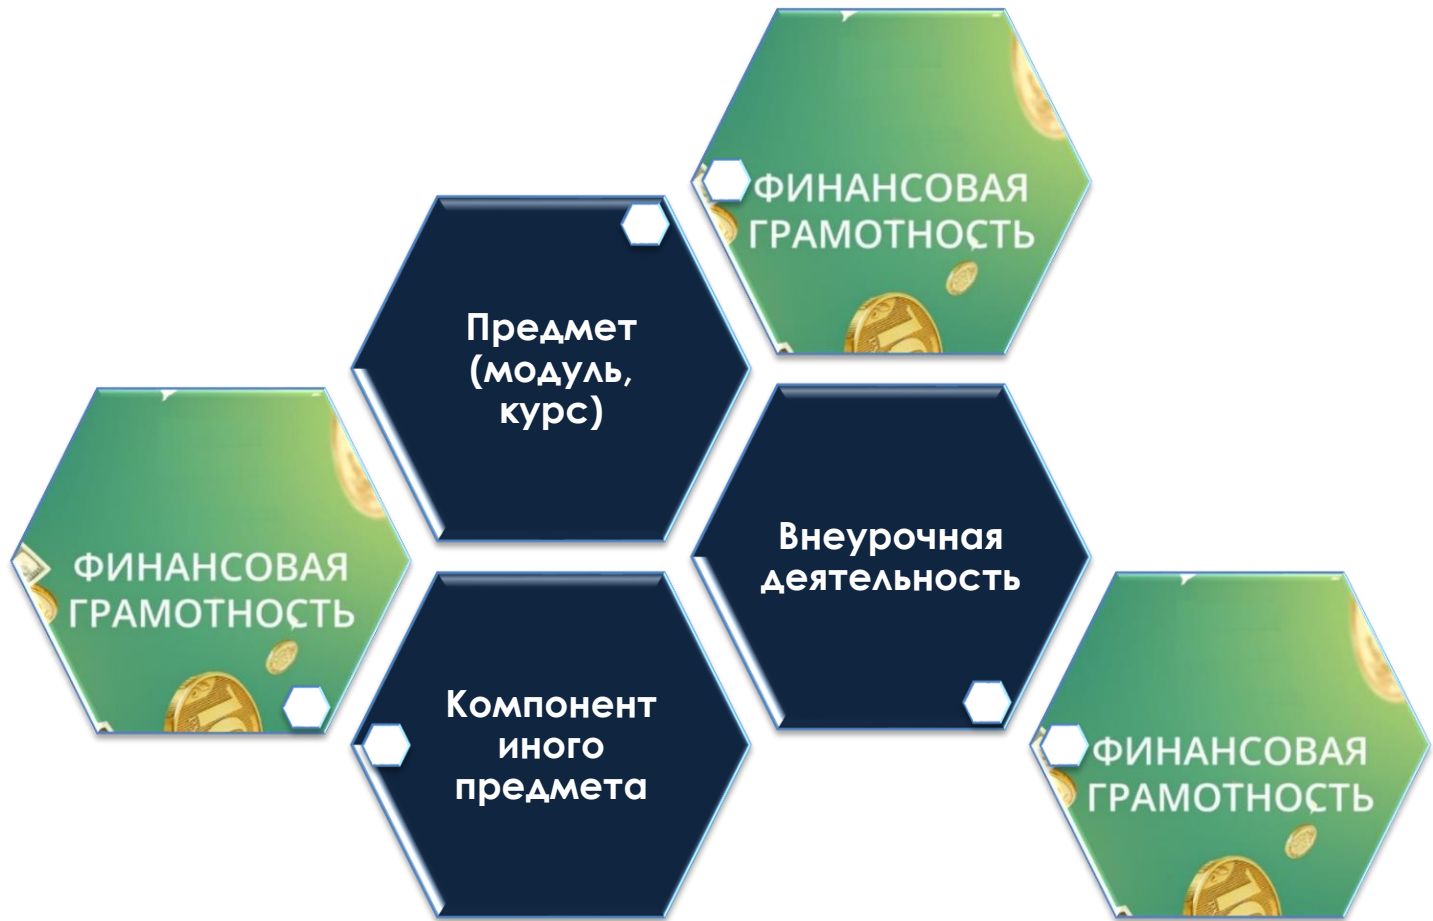 ФИНАНСОВАЯ
ГРАМОТНОСТЬ
Предмет
(модуль,
курс)
Внеурочная
деятельность
ФИНАНСОВАЯ
ГРАМОТНОСТЬ
Компонент
иного
предмета
ФИНАНСОВАЯ
ГРАМОТНОСТЬ